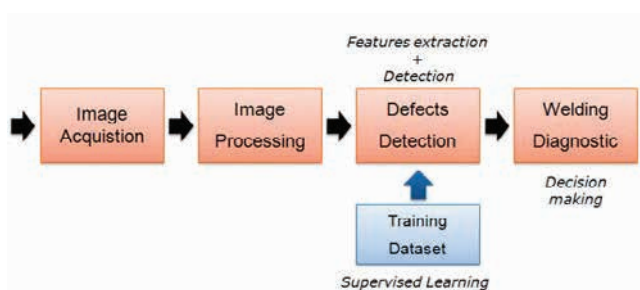 Features extraction
+
Detection
Image
Acquistion
Image
Processing
Defects
Detection
Welding
Diagnostic
Decision
making
Training
Dataset
Supervised Learning